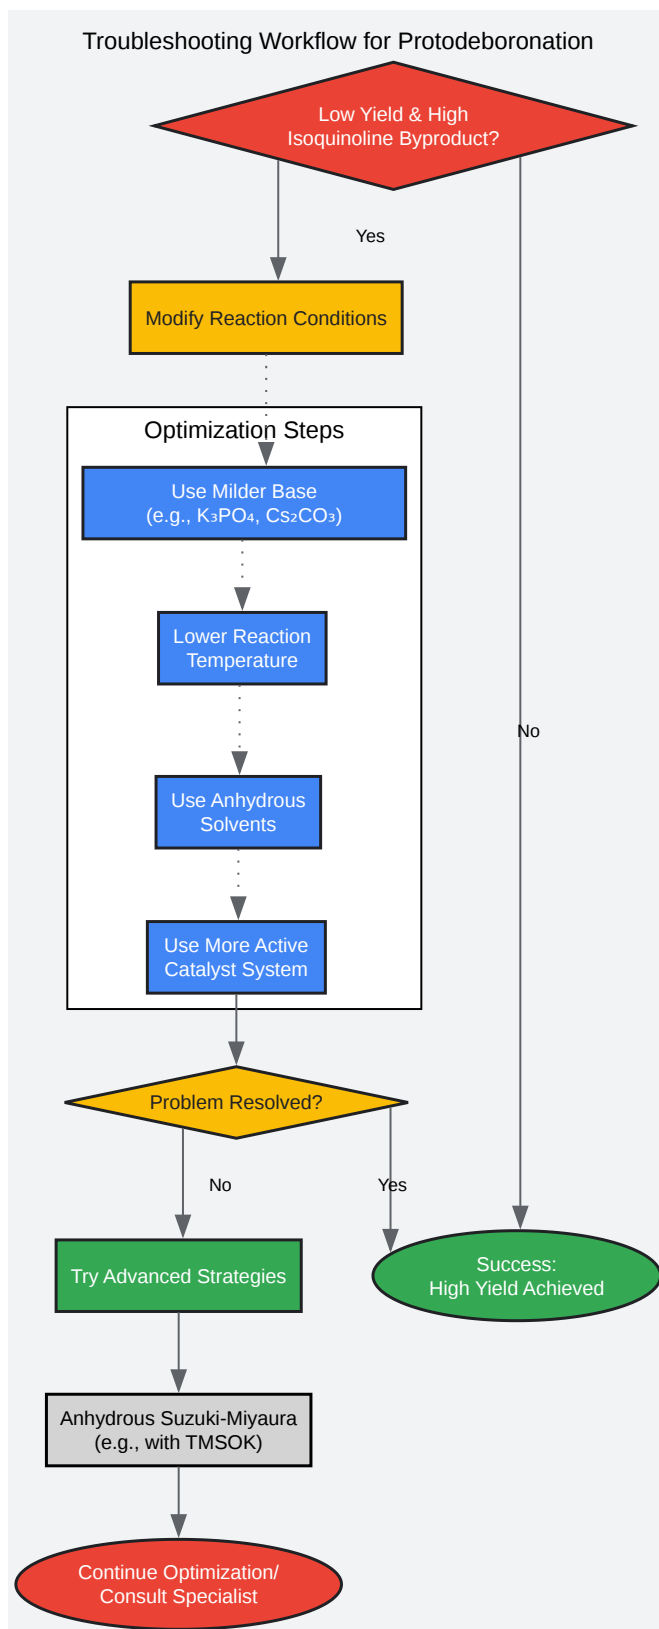 Troubleshooting Workflow for Protodeboronation
Low Yield & High
Isoquinoline Byproduct?
Yes
Modify Reaction Conditions
Optimization Steps
Use Milder Base
(e.g., K₃PO₄, Cs₂CO₃)
Lower Reaction
Temperature
No
Use Anhydrous
Solvents
Use More Active
Catalyst System
Problem Resolved?
No
Yes
Try Advanced Strategies
Success:
High Yield Achieved
Anhydrous Suzuki-Miyaura
(e.g., with TMSOK)
Continue Optimization/
Consult Specialist